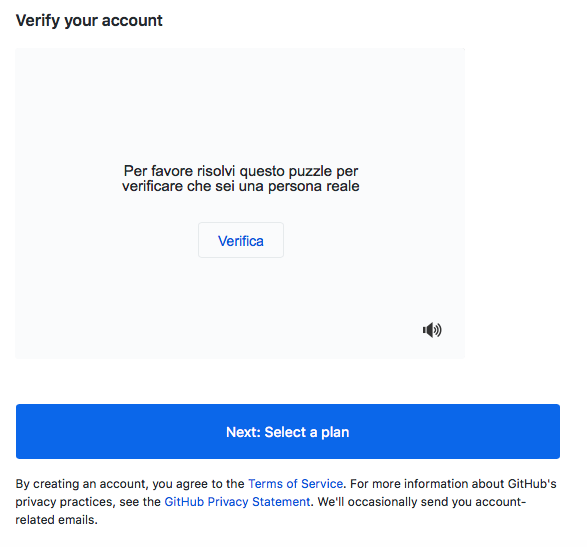 Verify your account
Per favore risolvi questo puzzle per
verificare che sei una persona reale
Verifica
Next: Select a plan
By creating an account, you agree to the Terms of Service. For more information about GitHub's
privacy practices, see the GitHub Privacy Statement. We'll occasionally send you account-
related emails.